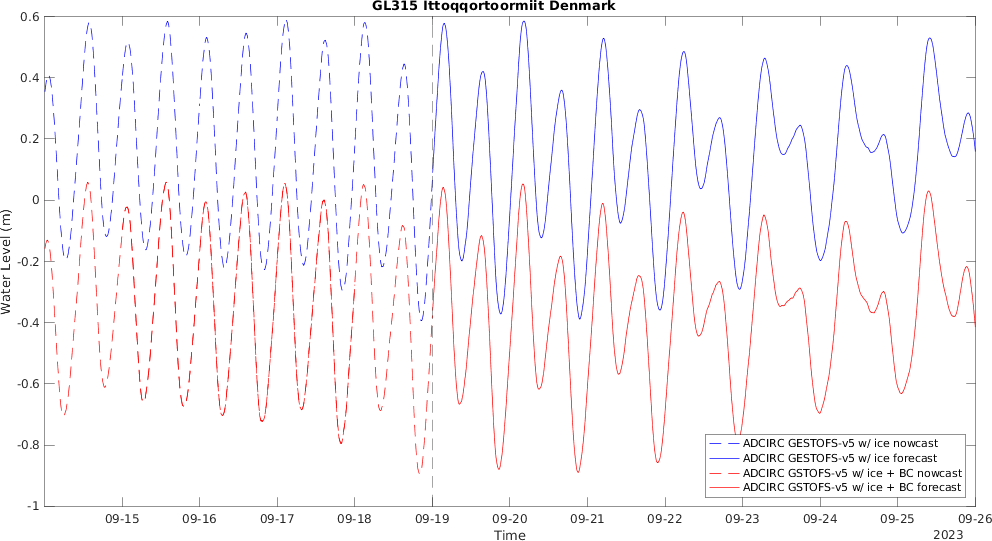 GL315 Ittoqqortoormiit Denmark
0.6
0.4
0.2
0
-0.2
-0.4
-0.6
-0.8
-1
Water Level (m)
ADCIRC GESTOFS-v5 w/ ice nowcast
ADCIRC GESTOFS-v5 w/ ice forecast
ADCIRC GSTOFS-v5 w/ ice + BC nowcast
ADCIRC GSTOFS-v5 w/ ice + BC forecast
09-15 09-16 09-17 09-18 09-19 09-20 09-21 09-22 09-23 09-24 09-25 09-26
Time
2023